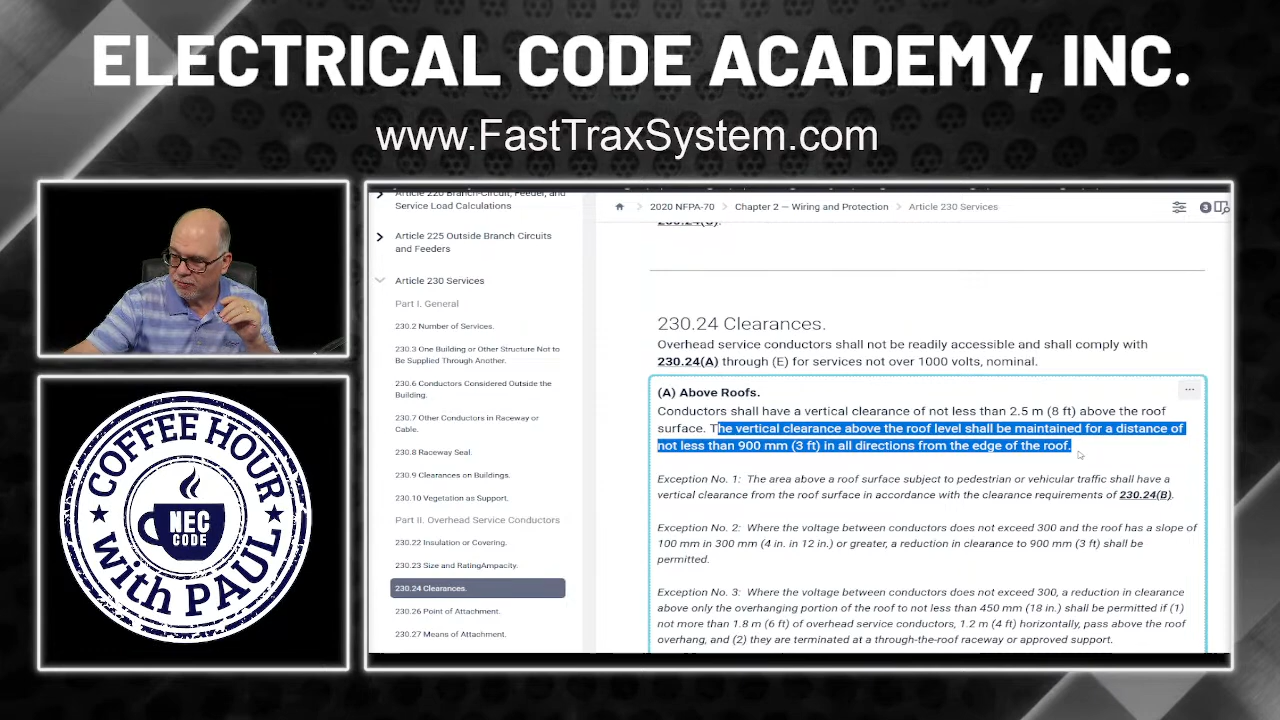 ELECTRICAL CODE ACADEMY, INC.
www.FastTraxSystem.com
Article 220 Branch-Circuit, Feeder, and
Service Load Calculations
Article 225 Outside Branch Circuits
and Feeders
Article 230 Services
Part I. General
230.2 Number of Services.
230.3 One Building or Other Structure Not to
Be Supplied Through Another.
230.6 Conductors Considered Outside the
Building.
230.7 Other Conductors in Raceway or
Cable.
230.8 Raceway Seal.
230.9 Clearances on Buildings.
230.10 Vegetation as Support.
Part II. Overhead Service Conductors
230.22 Insulation or Covering.
230.23 Size and RatingAmpacity.
230.24 Clearances.
230.26 Point of Attachment.
230.27 Means of Attachment.
2020 NFPA-70 > Chapter 2 — Wiring and Protection > Article 230 Services
3
230.24 Clearances.
Overhead service conductors shall not be readily accessible and shall comply with
230.24(A) through (E) for services not over 1000 volts, nominal.
(A) Above Roofs.
...
Conductors shall have a vertical clearance of not less than 2.5 m (8 ft) above the roof
surface. The vertical clearance above the roof level shall be maintained for a distance of
not less than 900 mm (3 ft) in all directions from the edge of the roof.
Exception No. 1: The area above a roof surface subject to pedestrian or vehicular traffic shall have a
vertical clearance from the roof surface in accordance with the clearance requirements of 230.24(B).
Exception No. 2: Where the voltage between conductors does not exceed 300 and the roof has a slope of
100 mm in 300 mm (4 in. in 12 in.) or greater, a reduction in clearance to 900 mm (3 ft) shall be
permitted.
Exception No. 3: Where the voltage between conductors does not exceed 300, a reduction in clearance
above only the overhanging portion of the roof to not less than 450 mm (18 in.) shall be permitted if (1)
not more than 1.8 m (6 ft) of overhead service conductors, 1.2 m (4 ft) horizontally, pass above the roof
overhang, and (2) they are terminated at a through-the-roof raceway or approved support.
COFFEE HOUR
NEC
CODE
with PAUL